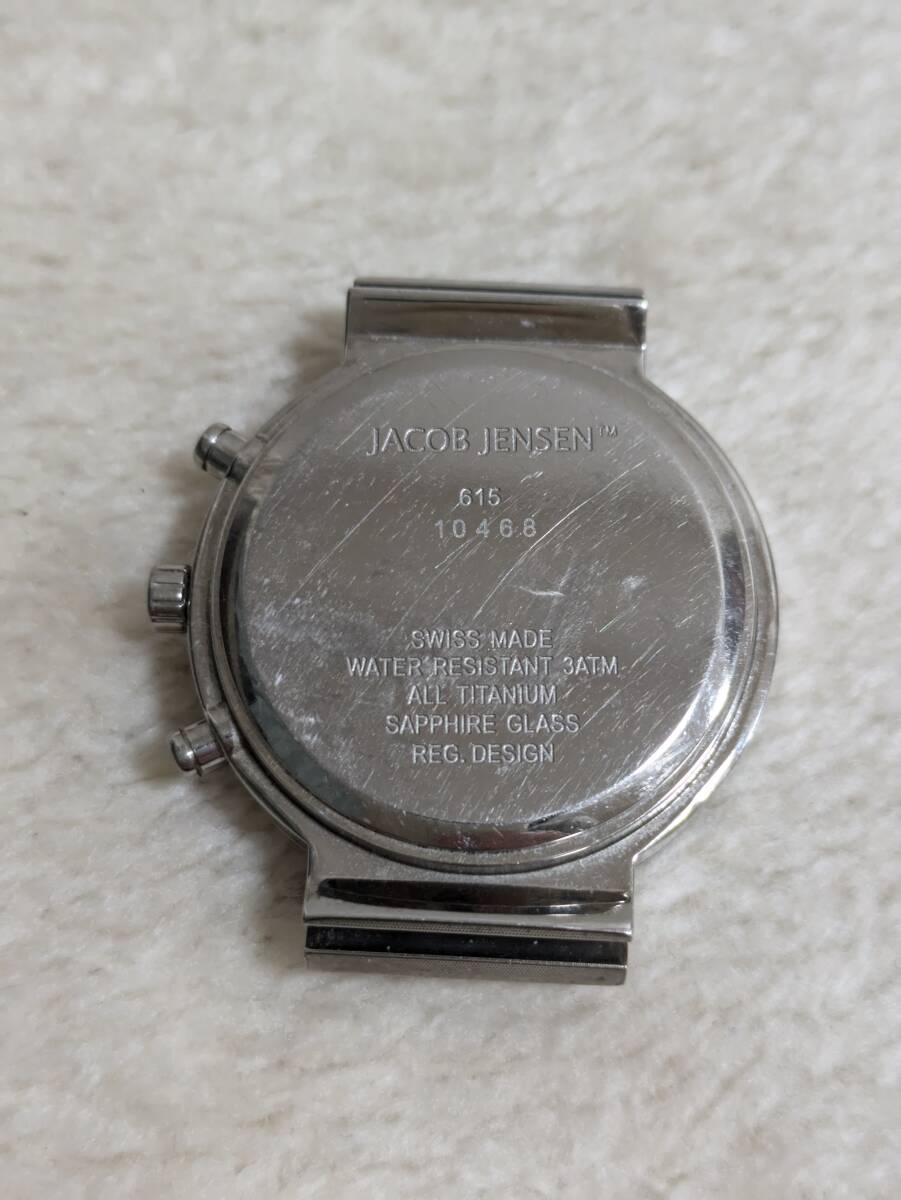 JACOB JENSEN™
615
10468
SWISS MADE
WATER RESISTANT 3ATM
ALL TITANIUM
SAPPHIRE GLASS
REG. DESIGN